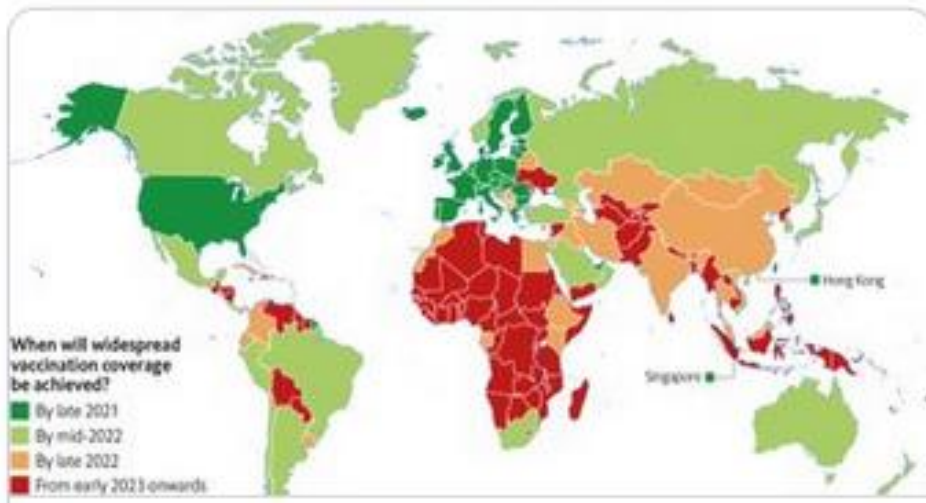 Hong Kong
Singapore
When will widespread
vaccination coverage
be achieved?
By late 2021
By mid-2022
By late 2022
From early 2023 onwards